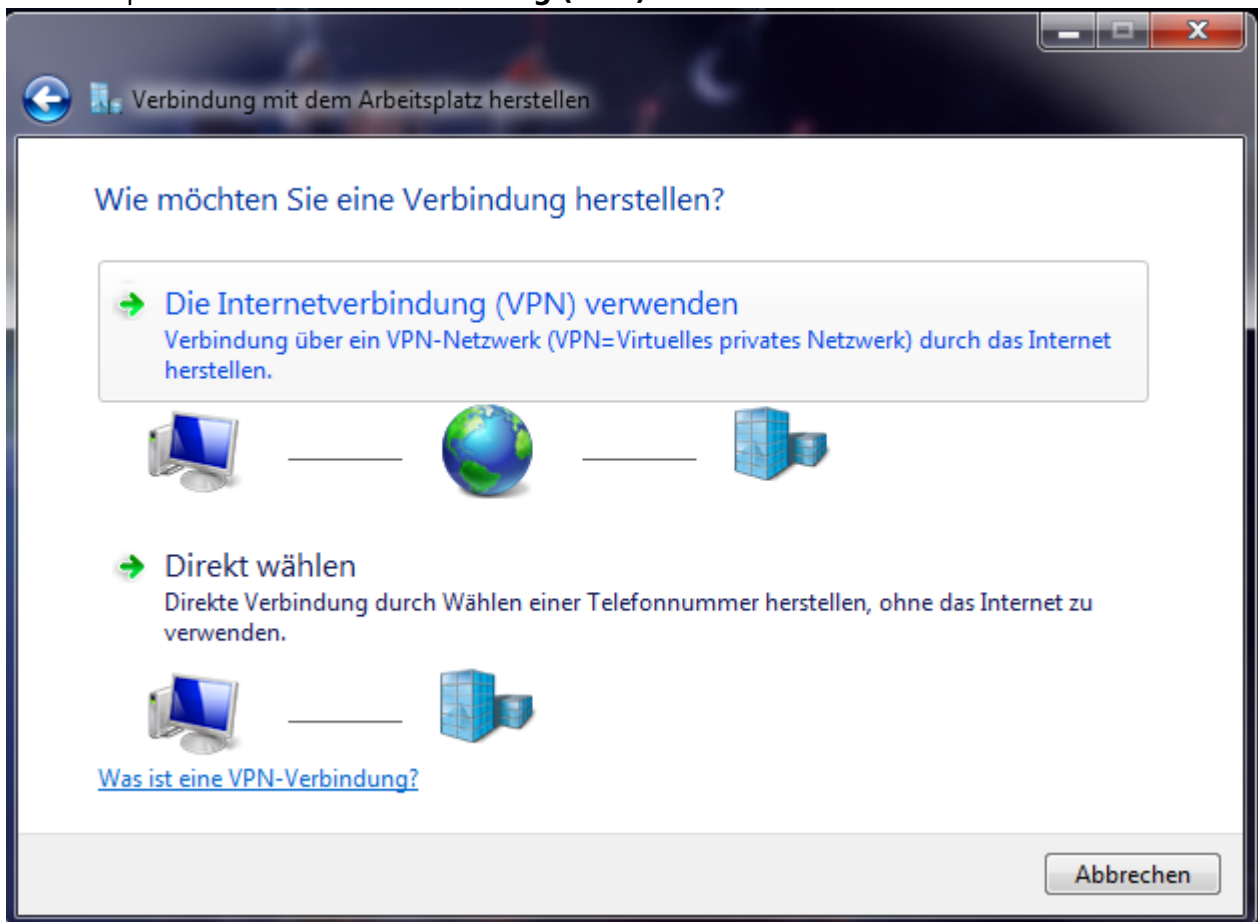 Verbindung mit dem Arbeitsplatz herstellen
Wie möchten Sie eine Verbindung herstellen?
Die Internetverbindung (VPN) verwenden
Verbindung über ein VPN-Netzwerk (VPN=Virtuelles privates Netzwerk) durch das Internet
herstellen.
Direkt wählen
Direkte Verbindung durch Wählen einer Telefonnummer herstellen, ohne das Internet zu
verwenden.
Was ist eine VPN-Verbindung?
Abbrechen